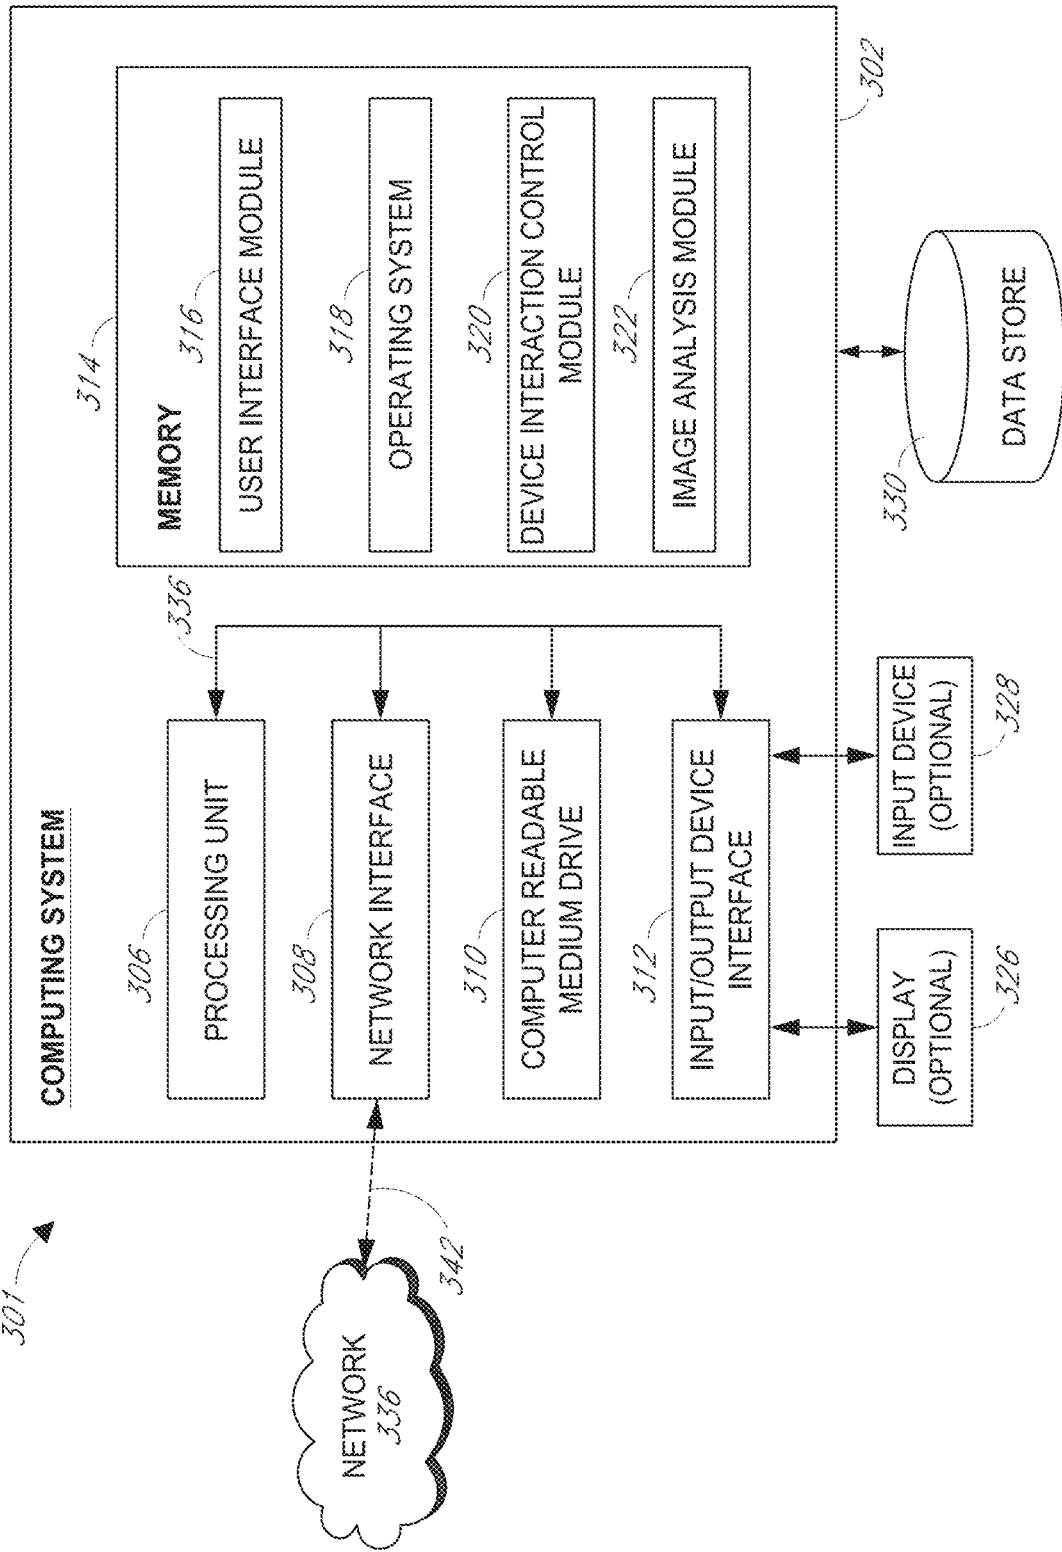 301
COMPUTING SYSTEM
306
PROCESSING UNIT
336
314
MEMORY
316
USER INTERFACE MODULE
NETWORK
336
342
308
NETWORK INTERFACE
318
OPERATING SYSTEM
310
COMPUTER READABLE
MEDIUM DRIVE
320
DEVICE INTERACTION CONTROL
MODULE
312
INPUT/OUTPUT DEVICE
INTERFACE
322
IMAGE ANALYSIS MODULE
302
DISPLAY
(OPTIONAL)
326
INPUT DEVICE
(OPTIONAL)
328
330
DATA STORE